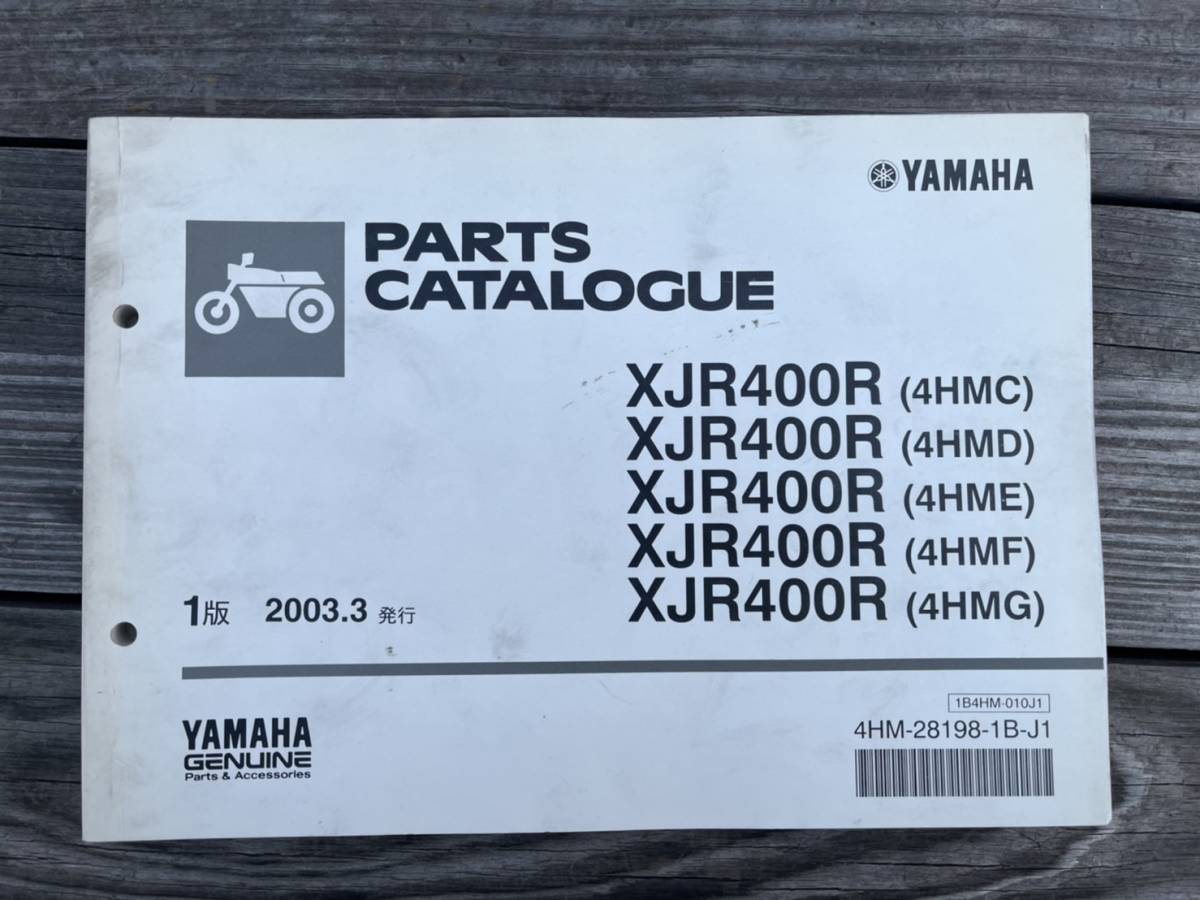 YAMAHA
PARTS
CATALOGUE
XJR400R (4HMC)
XJR400R (4HMD)
XJR400R (4HME)
XJR400R (4HMF)
XJR400R (4HMG)
1版 2003.3 発行
1B4HM-010J1
4HM-28198-1B-J1
YAMAHA
GENUINE
Parts & Accessories